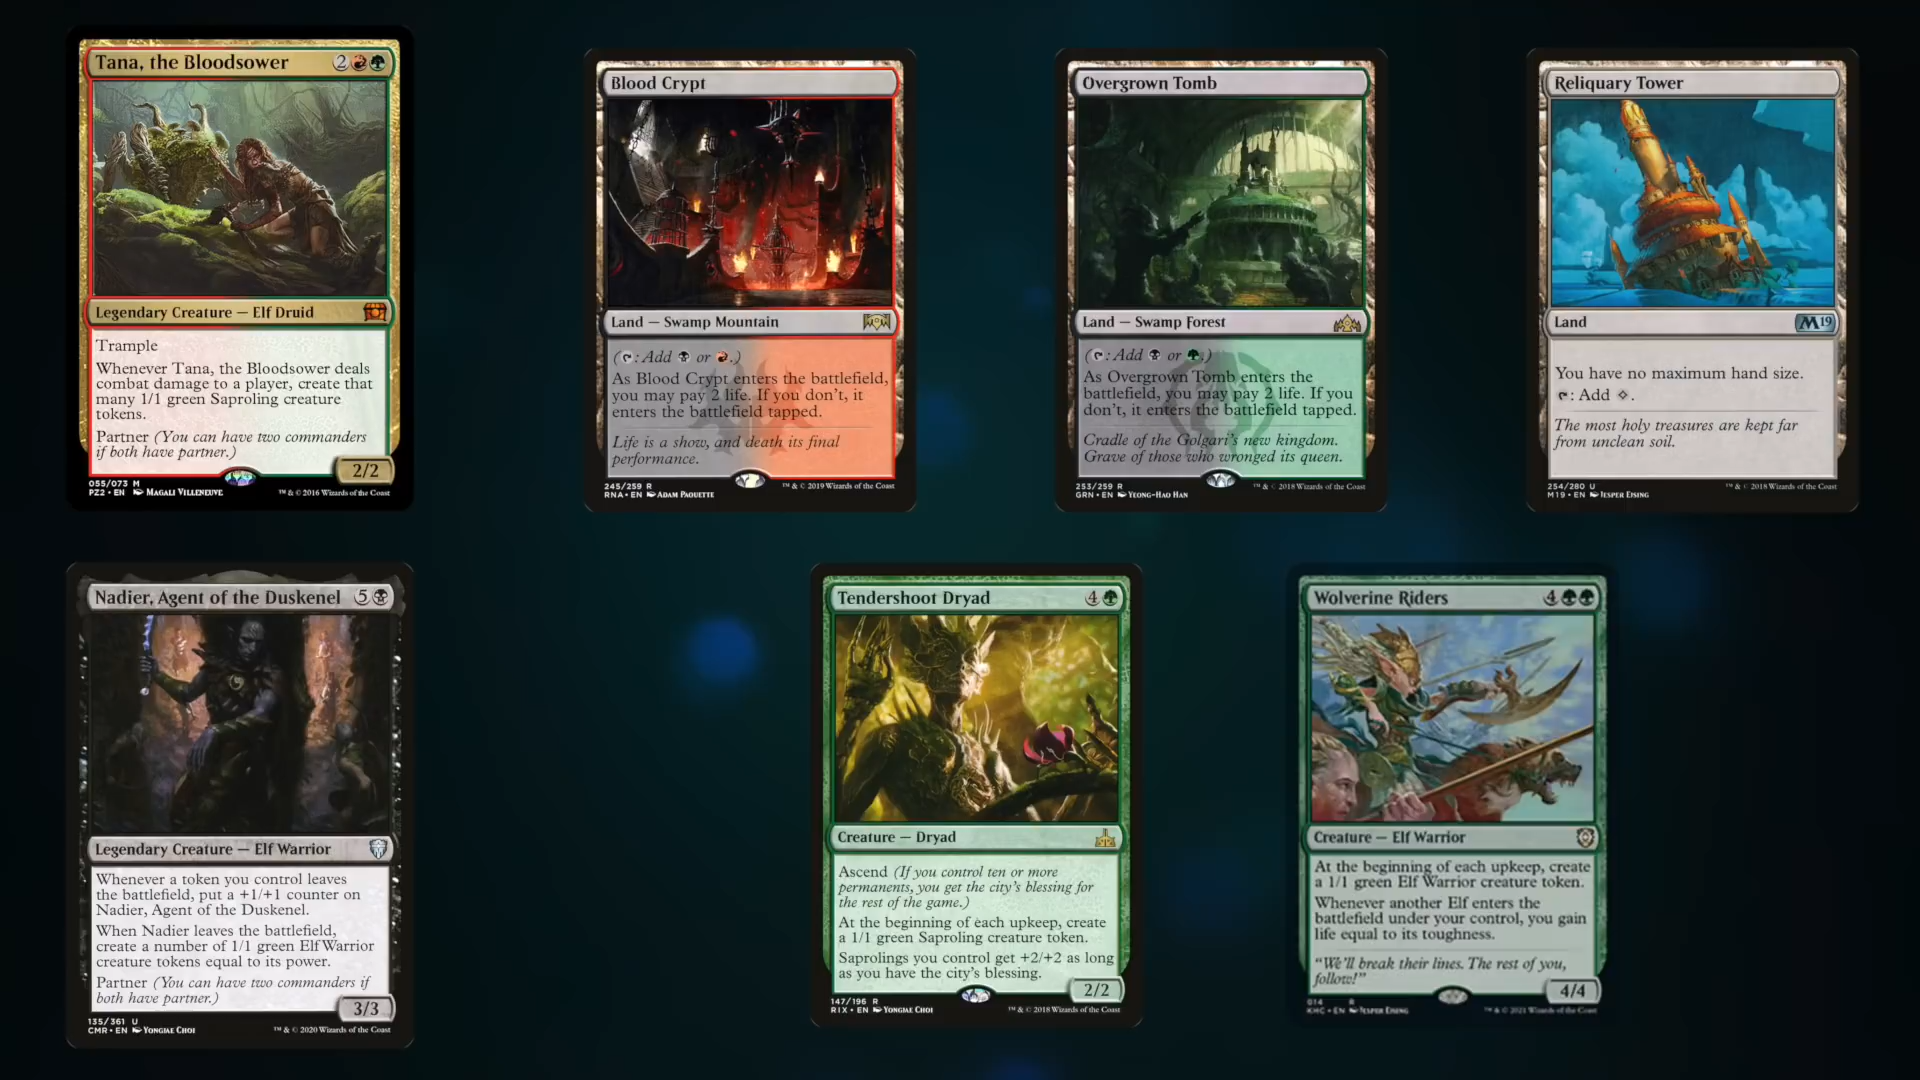 Tana, the Bloodsower 2
Legendary Creature — Elf Druid
Trample
Whenever Tana, the Bloodsower deals
combat damage to a player, create that
many 1/1 green Saproling creature
tokens.
Partner (You can have two commanders
if both have partner.)
2/2
055/073 M
PZ2 • EN Magali Villeneuve
™ & © 2016 Wizards of the Coast
Blood Crypt
Land — Swamp Mountain
( : Add or .)
As Blood Crypt enters the battlefield,
you may pay 2 life. If you don't, it
enters the battlefield tapped.
Life is a show, and death its final
performance.
245/259 R
RNA • EN Adam Paquette
™ & © 2019 Wizards of the Coast
Overgrown Tomb
Land — Swamp Forest
( : Add or .)
As Overgrown Tomb enters the
battlefield, you may pay 2 life. If you
don't, it enters the battlefield tapped.
Cradle of the Golgari's new kingdom.
Grave of those who wronged its queen.
253/259 R
GRN • EN Yeong-Hao Han
™ & © 2018 Wizards of the Coast
Reliquary Tower
Land M19
You have no maximum hand size.
: Add .
The most holy treasures are kept far
from unclean soil.
254/280 U
M19 • EN Jesper Ejsing
™ & © 2018 Wizards of the Coast
Nadier, Agent of the Duskenel 5
Legendary Creature — Elf Warrior
Whenever a token you control leaves
the battlefield, put a +1/+1 counter on
Nadier, Agent of the Duskenel.
When Nadier leaves the battlefield,
create a number of 1/1 green Elf Warrior
creature tokens equal to its power.
Partner (You can have two commanders if
both have partner.)
3/3
135/361 U
CMR • EN Yongjae Choi
™ & © 2020 Wizards of the Coast
Tendershoot Dryad 4
Creature — Dryad
Ascend (If you control ten or more
permanents, you get the city's blessing for
the rest of the game.)
At the beginning of each upkeep, create
a 1/1 green Saproling creature token.
Saprolings you control get +2/+2 as long
as you have the city's blessing.
2/2
147/196 R
RIX • EN Yongjae Choi
™ & © 2018 Wizards of the Coast
Wolverine Riders 4
Creature — Elf Warrior
At the beginning of each upkeep, create
a 1/1 green Elf Warrior creature token.
Whenever another Elf enters the
battlefield under your control, you gain
life equal to its toughness.
"We'll break their lines. The rest of you,
follow!"
4/4
014 R
KHC • EN Jesper Ejsing
™ & © 2021 Wizards of the Coast